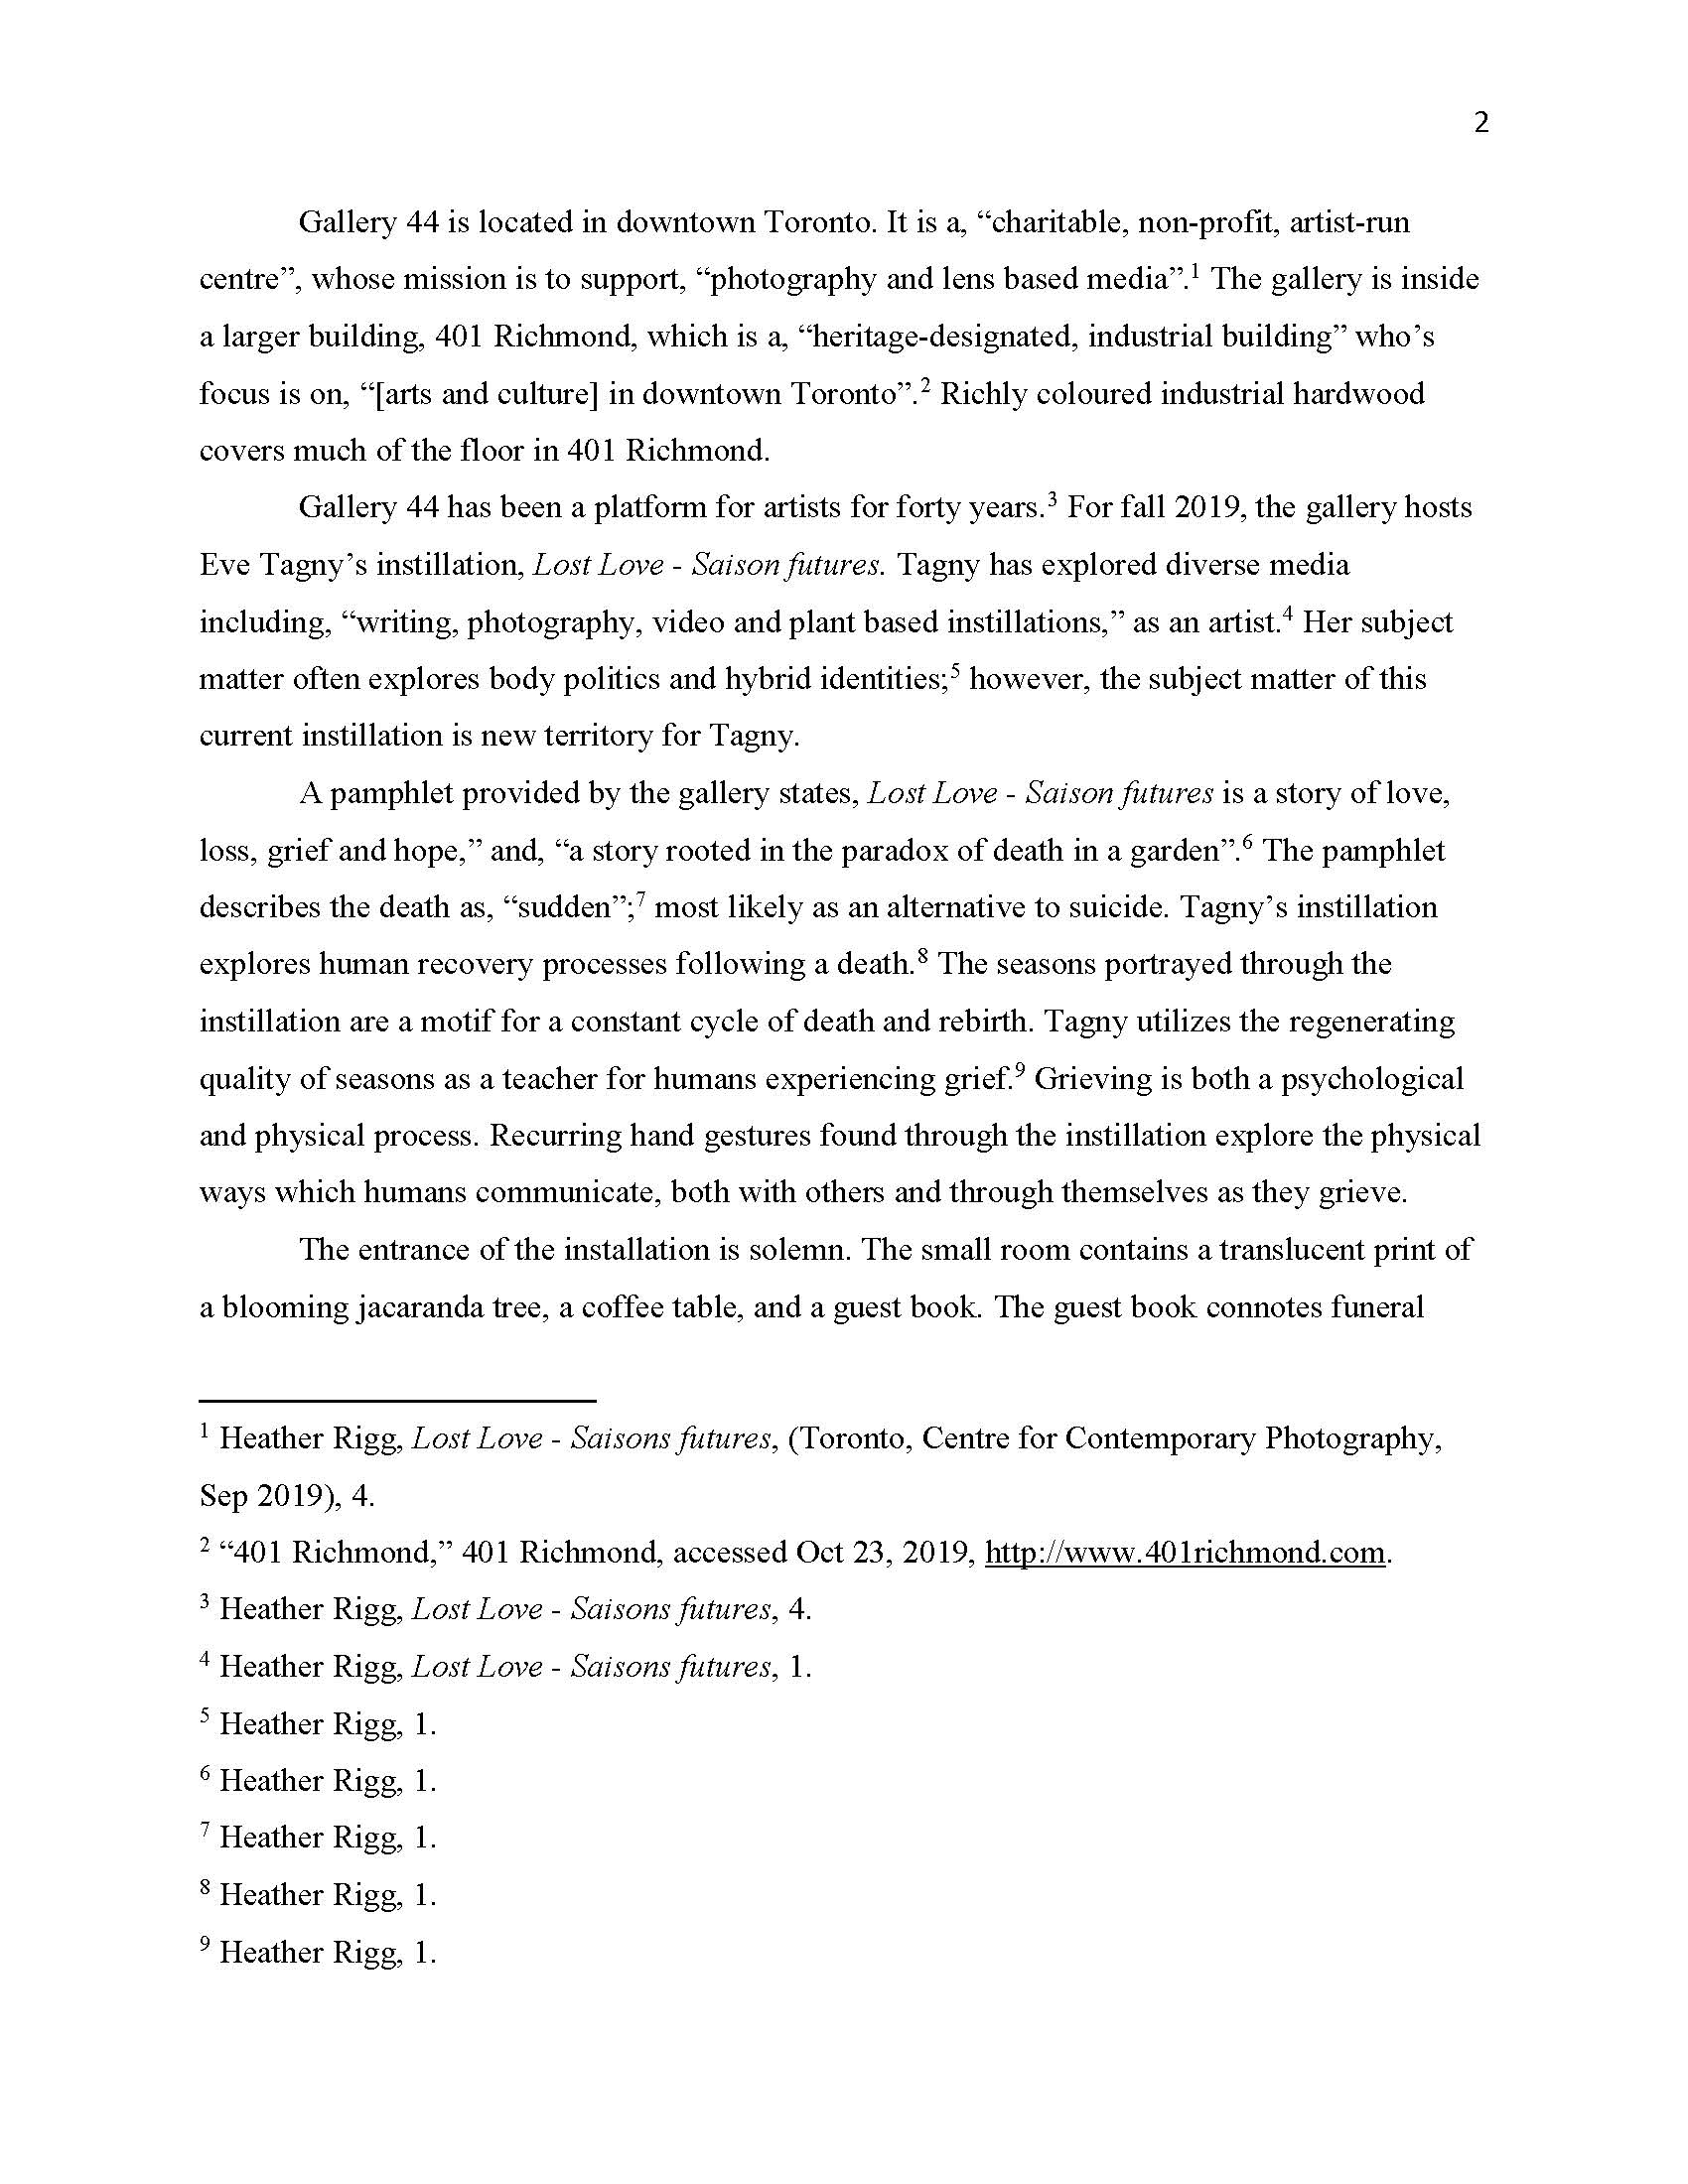 2
Gallery 44 is located in downtown Toronto. It is a, “charitable, non-profit, artist-run
centre”, whose mission is to support, “photography and lens based media”.¹ The gallery is inside
a larger building, 401 Richmond, which is a, “heritage-designated, industrial building” who’s
focus is on, “[arts and culture] in downtown Toronto”.² Richly coloured industrial hardwood
covers much of the floor in 401 Richmond.
Gallery 44 has been a platform for artists for forty years.³ For fall 2019, the gallery hosts
Eve Tagny’s instillation, Lost Love - Saison futures. Tagny has explored diverse media
including, “writing, photography, video and plant based instillations,” as an artist.⁴ Her subject
matter often explores body politics and hybrid identities;⁵ however, the subject matter of this
current instillation is new territory for Tagny.
A pamphlet provided by the gallery states, Lost Love - Saison futures is a story of love,
loss, grief and hope,” and, “a story rooted in the paradox of death in a garden”.⁶ The pamphlet
describes the death as, “sudden”;⁷ most likely as an alternative to suicide. Tagny’s instillation
explores human recovery processes following a death.⁸ The seasons portrayed through the
instillation are a motif for a constant cycle of death and rebirth. Tagny utilizes the regenerating
quality of seasons as a teacher for humans experiencing grief.⁹ Grieving is both a psychological
and physical process. Recurring hand gestures found through the instillation explore the physical
ways which humans communicate, both with others and through themselves as they grieve.
The entrance of the installation is solemn. The small room contains a translucent print of
a blooming jacaranda tree, a coffee table, and a guest book. The guest book connotes funeral
¹ Heather Rigg, Lost Love - Saisons futures, (Toronto, Centre for Contemporary Photography,
Sep 2019), 4.
² “401 Richmond,” 401 Richmond, accessed Oct 23, 2019, http://www.401richmond.com.
³ Heather Rigg, Lost Love - Saisons futures, 4.
⁴ Heather Rigg, Lost Love - Saisons futures, 1.
⁵ Heather Rigg, 1.
⁶ Heather Rigg, 1.
⁷ Heather Rigg, 1.
⁸ Heather Rigg, 1.
⁹ Heather Rigg, 1.